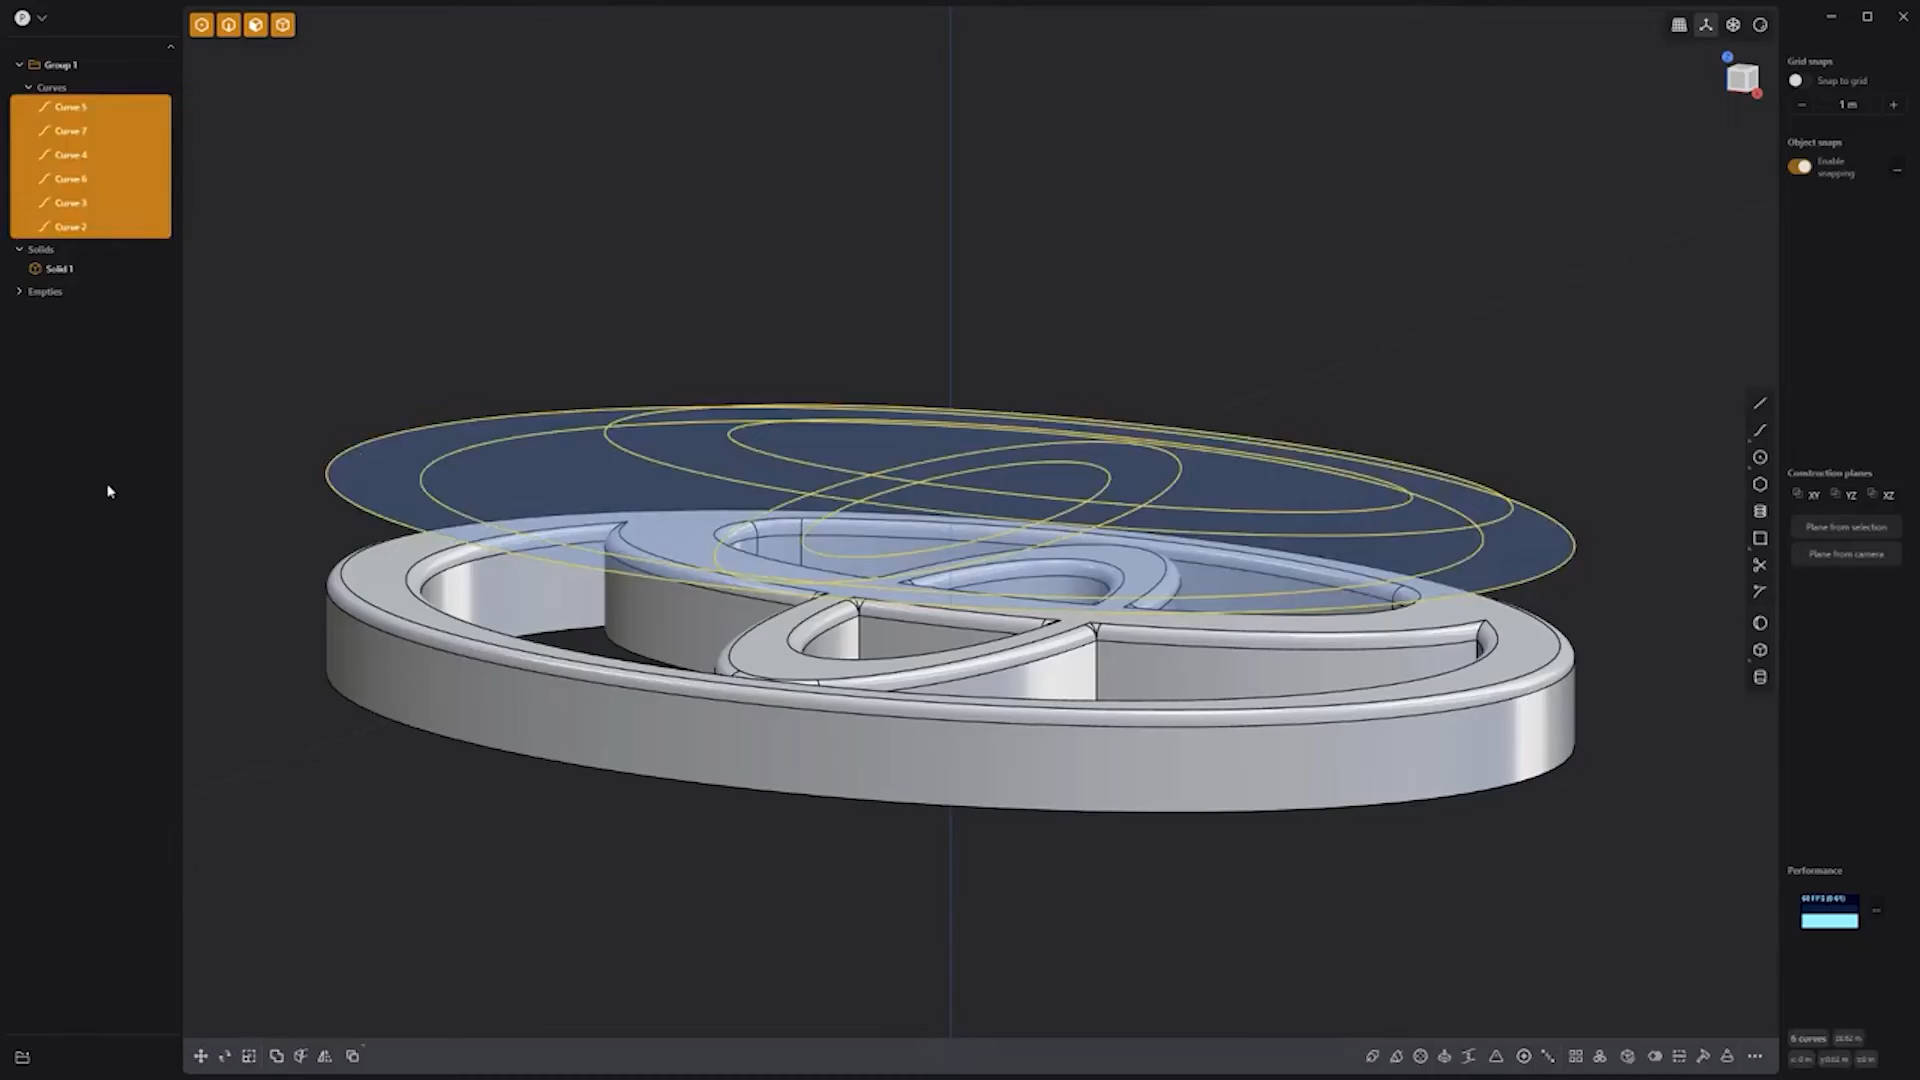 P
Group 1
Curves
Curve 5
Curve 7
Curve 4
Curve 6
Curve 3
Curve 2
Solids
Solid 1
Empties
Grid snaps
Snap to grid
1 m
Object snaps
Enable
snapping
Construction planes
XY YZ XZ
Plane from selection
Plane from camera
Performance
6 curves